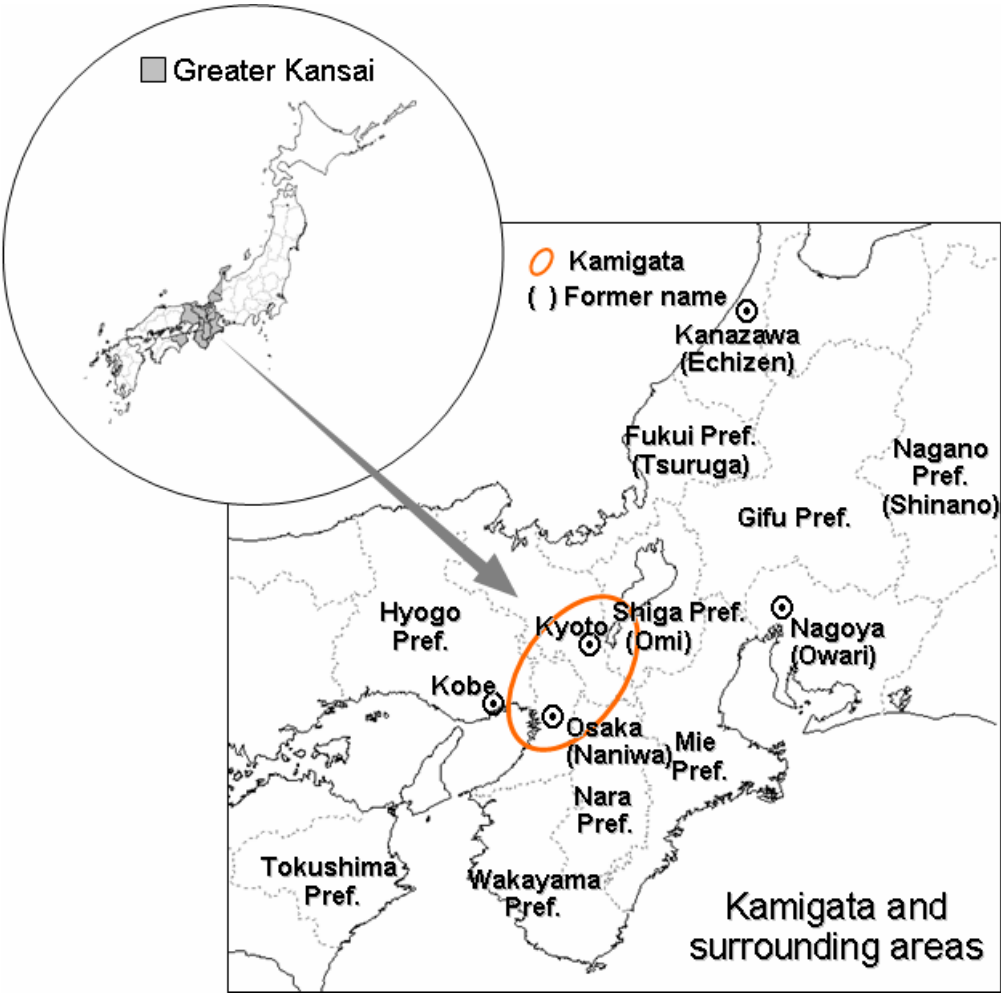 Greater Kansai
Kamigata
( ) Former name
Kanazawa
(Echizen)
Fukui Pref.
(Tsuruga)
Nagano
Pref.
(Shinano)
Gifu Pref.
Hyogo
Pref.
Kyoto
Shiga Pref.
(Omi)
Nagoya
(Owari)
Kobe
Osaka
(Naniwa)
Mie
Pref.
Nara
Pref.
Tokushima
Pref.
Wakayama
Pref.
Kamigata and
surrounding areas